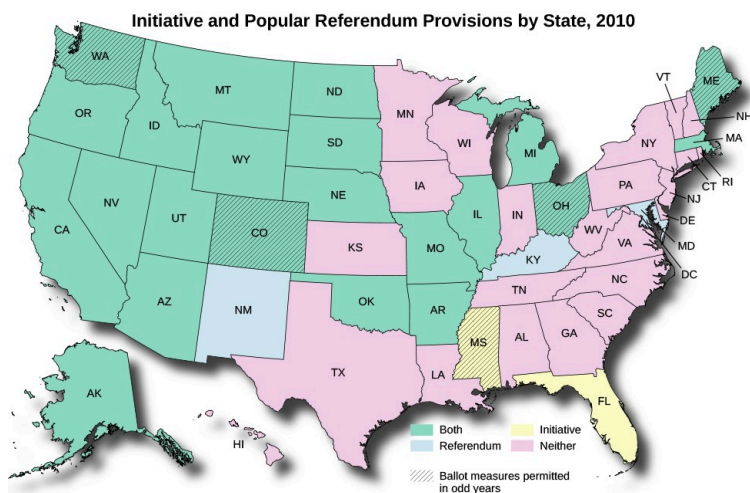 Initiative and Popular Referendum Provisions by State, 2010
WA
ME
VT
MT
ND
MN
NH
OR
ID
SD
WI
NY
MA
WY
MI
RI
IA
PA
CT
NE
NJ
NV
OH
IL
IN
DE
UT
CA
CO
WV
MD
KS
MO
VA
KY
DC
NC
TN
AZ
OK
NM
AR
SC
MS
AL
GA
TX
LA
AK
FL
HI
Both
Initiative
Referendum
Neither
Ballot measures permitted
in odd years